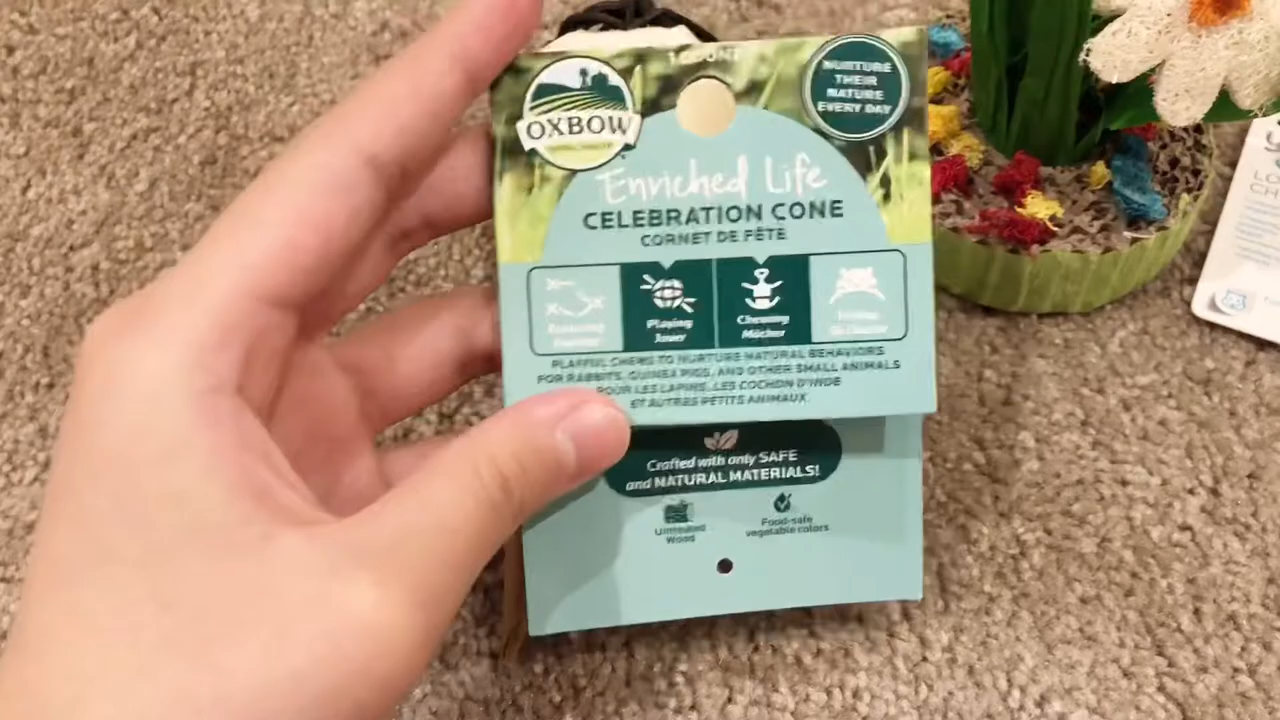 1 COUNT
OXBOW
NURTURE
THEIR
NATURE
EVERY DAY
Enriched Life
CELEBRATION CONE
CORNET DE FÊTE
Playing
Jouer
Chewing
Mâcher
PLAYFUL CHEWS TO NURTURE NATURAL BEHAVIORS
FOR RABBITS, GUINEA PIGS, AND OTHER SMALL ANIMALS
POUR LES LAPINS, LES COCHON D'INDE
ET AUTRES PETITS ANIMAUX
Crafted with only SAFE
and NATURAL MATERIALS!
Untreated
Wood
Food-safe
vegetable colors